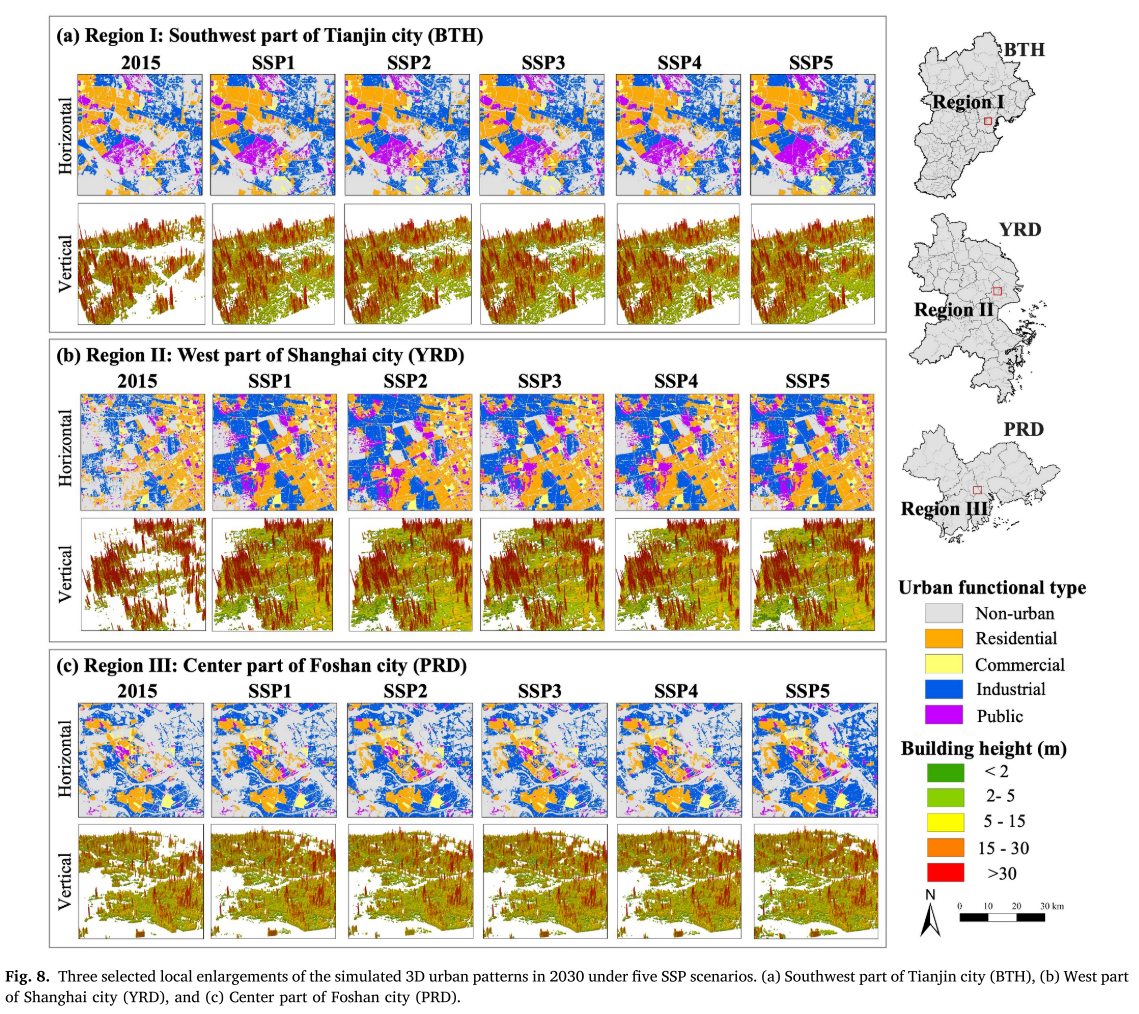 (a) Region I: Southwest part of Tianjin city (BTH)
2015 SSP1 SSP2 SSP3 SSP4 SSP5
Horizontal
Vertical
(b) Region II: West part of Shanghai city (YRD)
2015 SSP1 SSP2 SSP3 SSP4 SSP5
Horizontal
Vertical
(c) Region III: Center part of Foshan city (PRD)
2015 SSP1 SSP2 SSP3 SSP4 SSP5
Horizontal
Vertical
BTH
Region I
YRD
Region II
PRD
Region III
Urban functional type
Non-urban
Residential
Commercial
Industrial
Public
Building height (m)
< 2
2- 5
5 - 15
15 - 30
>30
N
0 10 20 30 km
Fig. 8. Three selected local enlargements of the simulated 3D urban patterns in 2030 under five SSP scenarios. (a) Southwest part of Tianjin city (BTH), (b) West part
of Shanghai city (YRD), and (c) Center part of Foshan city (PRD).